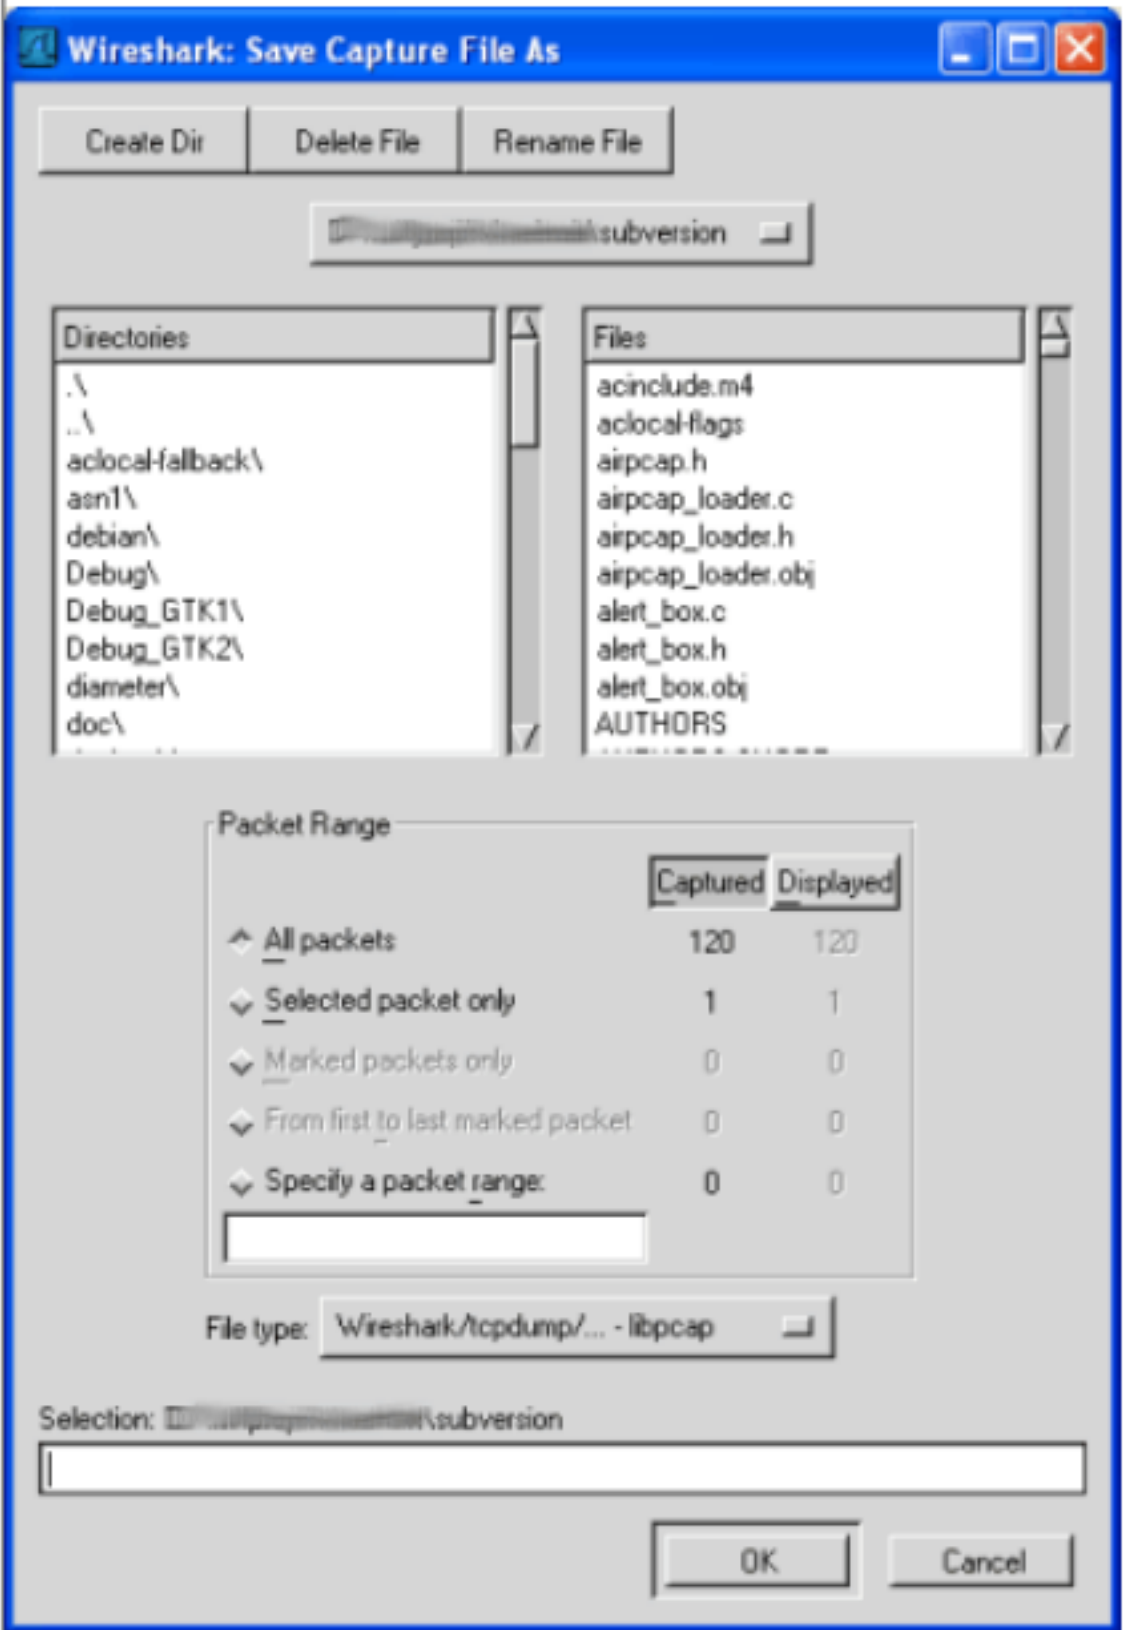 Wireshark: Save Capture File As
Create Dir Delete File Rename File
\subversion
Directories
.\
..\
aclocal-fallback\
asn1\
debian\
Debug\
Debug_GTK1\
Debug_GTK2\
diameter\
doc\
Files
acinclude.m4
aclocal-flags
airpcap.h
airpcap_loader.c
airpcap_loader.h
airpcap_loader.obj
alert_box.c
alert_box.h
alert_box.obj
AUTHORS
Packet Range
Captured Displayed
All packets 120 120
Selected packet only 1 1
Marked packets only 0 0
From first to last marked packet 0 0
Specify a packet range: 0 0
File type: Wireshark/tcpdump/... - libpcap
Selection: \subversion
OK Cancel